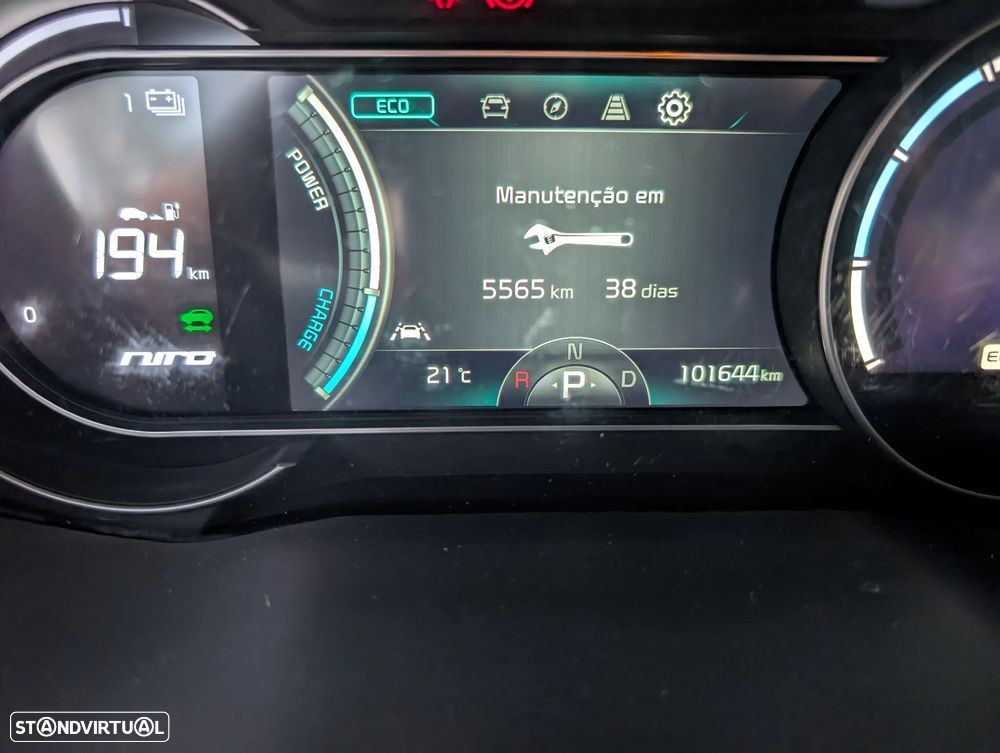 1
ECO
POWER
Manutenção em
194 km
5565 km 38 dias
0
CHARGE
niro
N
21 °c R P D 101644 km
STANDVIRTUAL